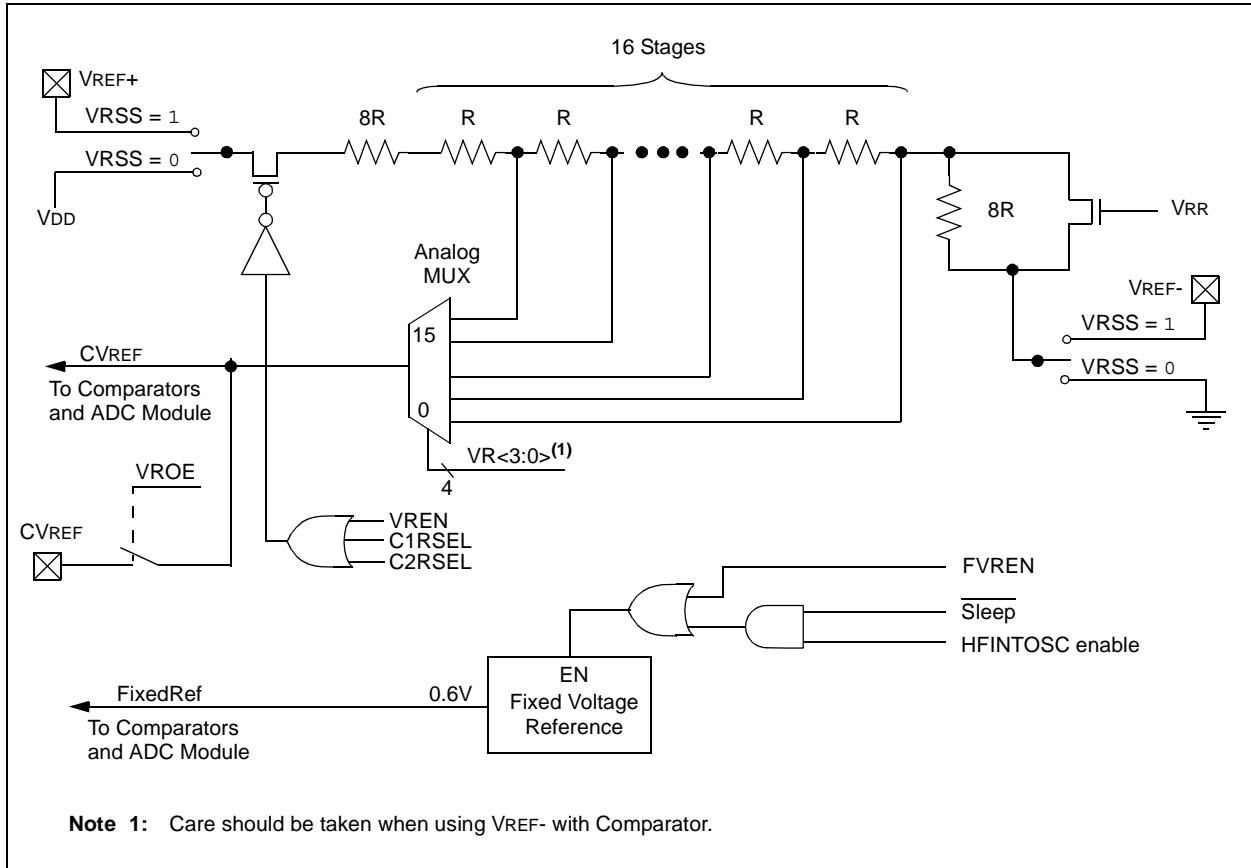 16 Stages
VREF+
VRSS = 1
8R
R
R
R
R
VRSS = 0
VDD
8R
VRR
Analog
MUX
VREF-
15
VRSS = 1
CVREF
VRSS = 0
To Comparators
and ADC Module
0
VR<3:0>(1)
4
VROE
VREN
CVREF
C1RSEL
C2RSEL
FVREN
Sleep
HFINTOSC enable
EN
Fixed Voltage
Reference
FixedRef
0.6V
To Comparators
and ADC Module
Note 1: Care should be taken when using VREF- with Comparator.